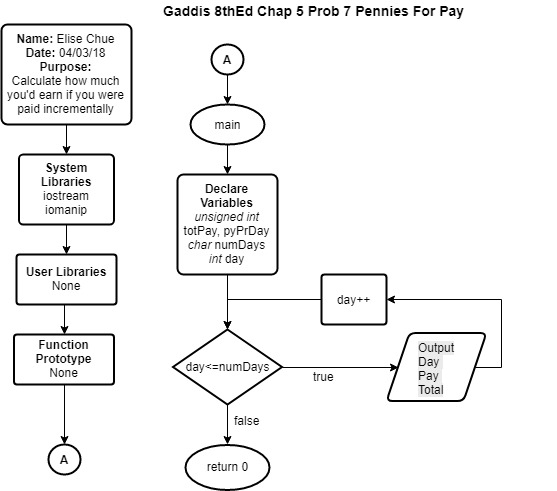 Gaddis 8thEd Chap 5 Prob 7 Pennies For Pay
Name: Elise Chue
Date: 04/03/18
Purpose:
Calculate how much
you'd earn if you were
paid incrementally
System
Libraries
iostream
iomanip
User Libraries
None
Function
Prototype
None
A
A
main
Declare
Variables
unsigned int
totPay, pyPrDay
char numDays
int day
day++
day<=numDays
true
Output
Day
Pay
Total
false
return 0